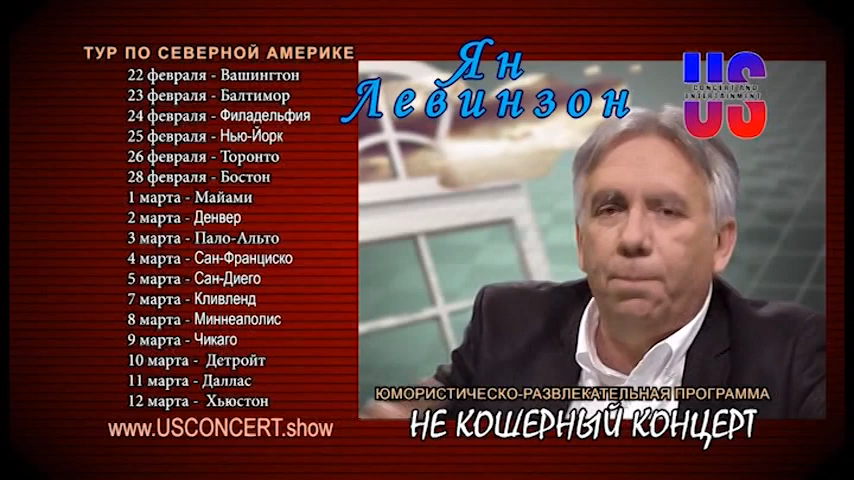 ТУР ПО СЕВЕРНОЙ АМЕРИКЕ
22 февраля - Вашингтон
23 февраля - Балтимор
24 февраля - Филадельфия
25 февраля - Нью-Йорк
26 февраля - Торонто
28 февраля - Бостон
1 марта - Майами
2 марта - Денвер
3 марта - Пало-Альто
4 марта - Сан-Франциско
5 марта - Сан-Диего
7 марта - Кливленд
8 марта - Миннеаполис
9 марта - Чикаго
10 марта - Детройт
11 марта - Даллас
12 марта - Хьюстон
www.USCONCERT.show
Ян
Левинзон
US
CONCERT AND
ENTERTAINMENT
ЮМОРИСТИЧЕСКО-РАЗВЛЕКАТЕЛЬНАЯ ПРОГРАММА
НЕ КОШЕРНЫЙ КОНЦЕРТ